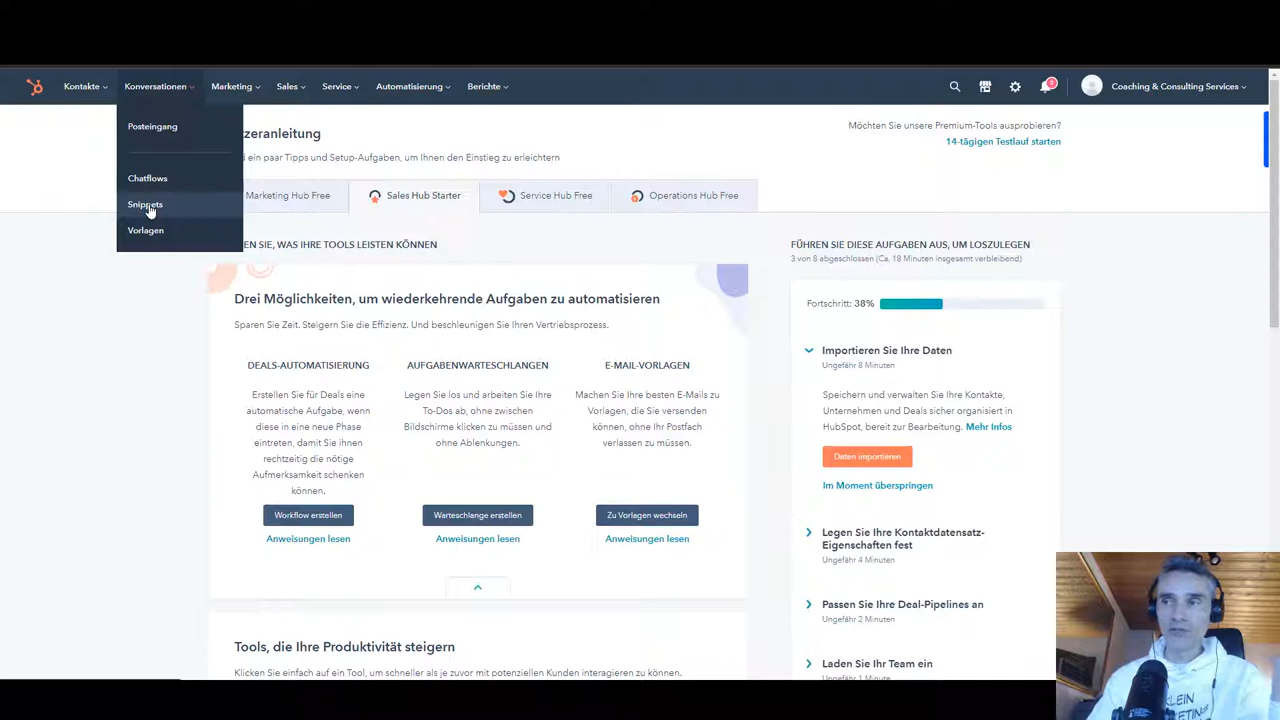 Kontakte
Konversationen
Marketing
Sales
Service
Automatisierung
Berichte
Coaching & Consulting Services
Posteingang
Chatflows
Snippets
Vorlagen
zeranleitung
d ein paar Tipps und Setup-Aufgaben, um Ihnen den Einstieg zu erleichtern
Möchten Sie unsere Premium-Tools ausprobieren?
14-tägigen Testlauf starten
Marketing Hub Free
Sales Hub Starter
Service Hub Free
Operations Hub Free
EN SIE, WAS IHRE TOOLS LEISTEN KÖNNEN
Drei Möglichkeiten, um wiederkehrende Aufgaben zu automatisieren
Sparen Sie Zeit. Steigern Sie die Effizienz. Und beschleunigen Sie Ihren Vertriebsprozess.
DEALS-AUTOMATISIERUNG
Erstellen Sie für Deals eine
automatische Aufgabe, wenn
diese in eine neue Phase
eintreten, damit Sie ihnen
rechtzeitig die nötige
Aufmerksamkeit schenken
können.
Workflow erstellen
Anweisungen lesen
AUFGABENWARTESCHLANGEN
Legen Sie los und arbeiten Sie Ihre
To-Dos ab, ohne zwischen
Bildschirme klicken zu müssen und
ohne Ablenkungen.
Warteschlange erstellen
Anweisungen lesen
E-MAIL-VORLAGEN
Machen Sie Ihre besten E-Mails zu
Vorlagen, die Sie versenden
können, ohne Ihr Postfach
verlassen zu müssen.
Zu Vorlagen wechseln
Anweisungen lesen
Tools, die Ihre Produktivität steigern
Klicken Sie einfach auf ein Tool, um schneller als je zuvor mit potenziellen Kunden interagieren zu können.
FÜHREN SIE DIESE AUFGABEN AUS, UM LOSZULEGEN
3 von 8 abgeschlossen (Ca. 18 Minuten insgesamt verbleibend)
Fortschritt: 38%
Importieren Sie Ihre Daten
Ungefähr 8 Minuten
Speichern und verwalten Sie Ihre Kontakte,
Unternehmen und Deals sicher organisiert in
HubSpot, bereit zur Bearbeitung. Mehr Infos
Daten importieren
Im Moment überspringen
Legen Sie Ihre Kontaktdatensatz-
Eigenschaften fest
Ungefähr 4 Minuten
Passen Sie Ihre Deal-Pipelines an
Ungefähr 2 Minuten
Laden Sie Ihr Team ein
Ungefähr 1 Minute
KLEIN